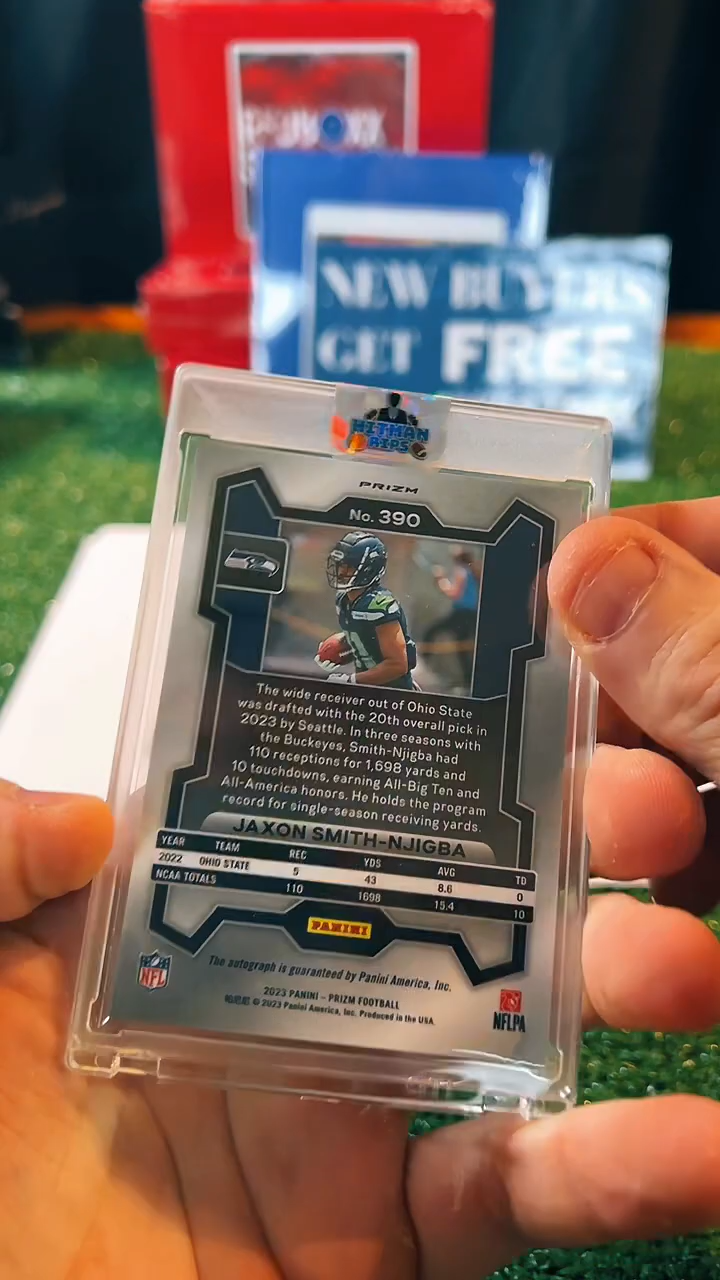 NEW BUYERS
GET FREE
HITMAN
RIPS
PRIZM
No. 390
The wide receiver out of Ohio State
was drafted with the 20th overall pick in
2023 by Seattle. In three seasons with
the Buckeyes, Smith-Njigba had
110 receptions for 1,698 yards and
10 touchdowns, earning All-Big Ten and
All-America honors. He holds the program
record for single-season receiving yards.
JAXON SMITH-NJIGBA
YEAR TEAM REC YDS AVG TD
2022 OHIO STATE 5 43 8.6 0
NCAA TOTALS 110 1698 15.4 10
PANINI
The autograph is guaranteed by Panini America, Inc.
NFL
2023 PANINI – PRIZM FOOTBALL
© 2023 Panini America, Inc. Produced in the USA.
NFLPA